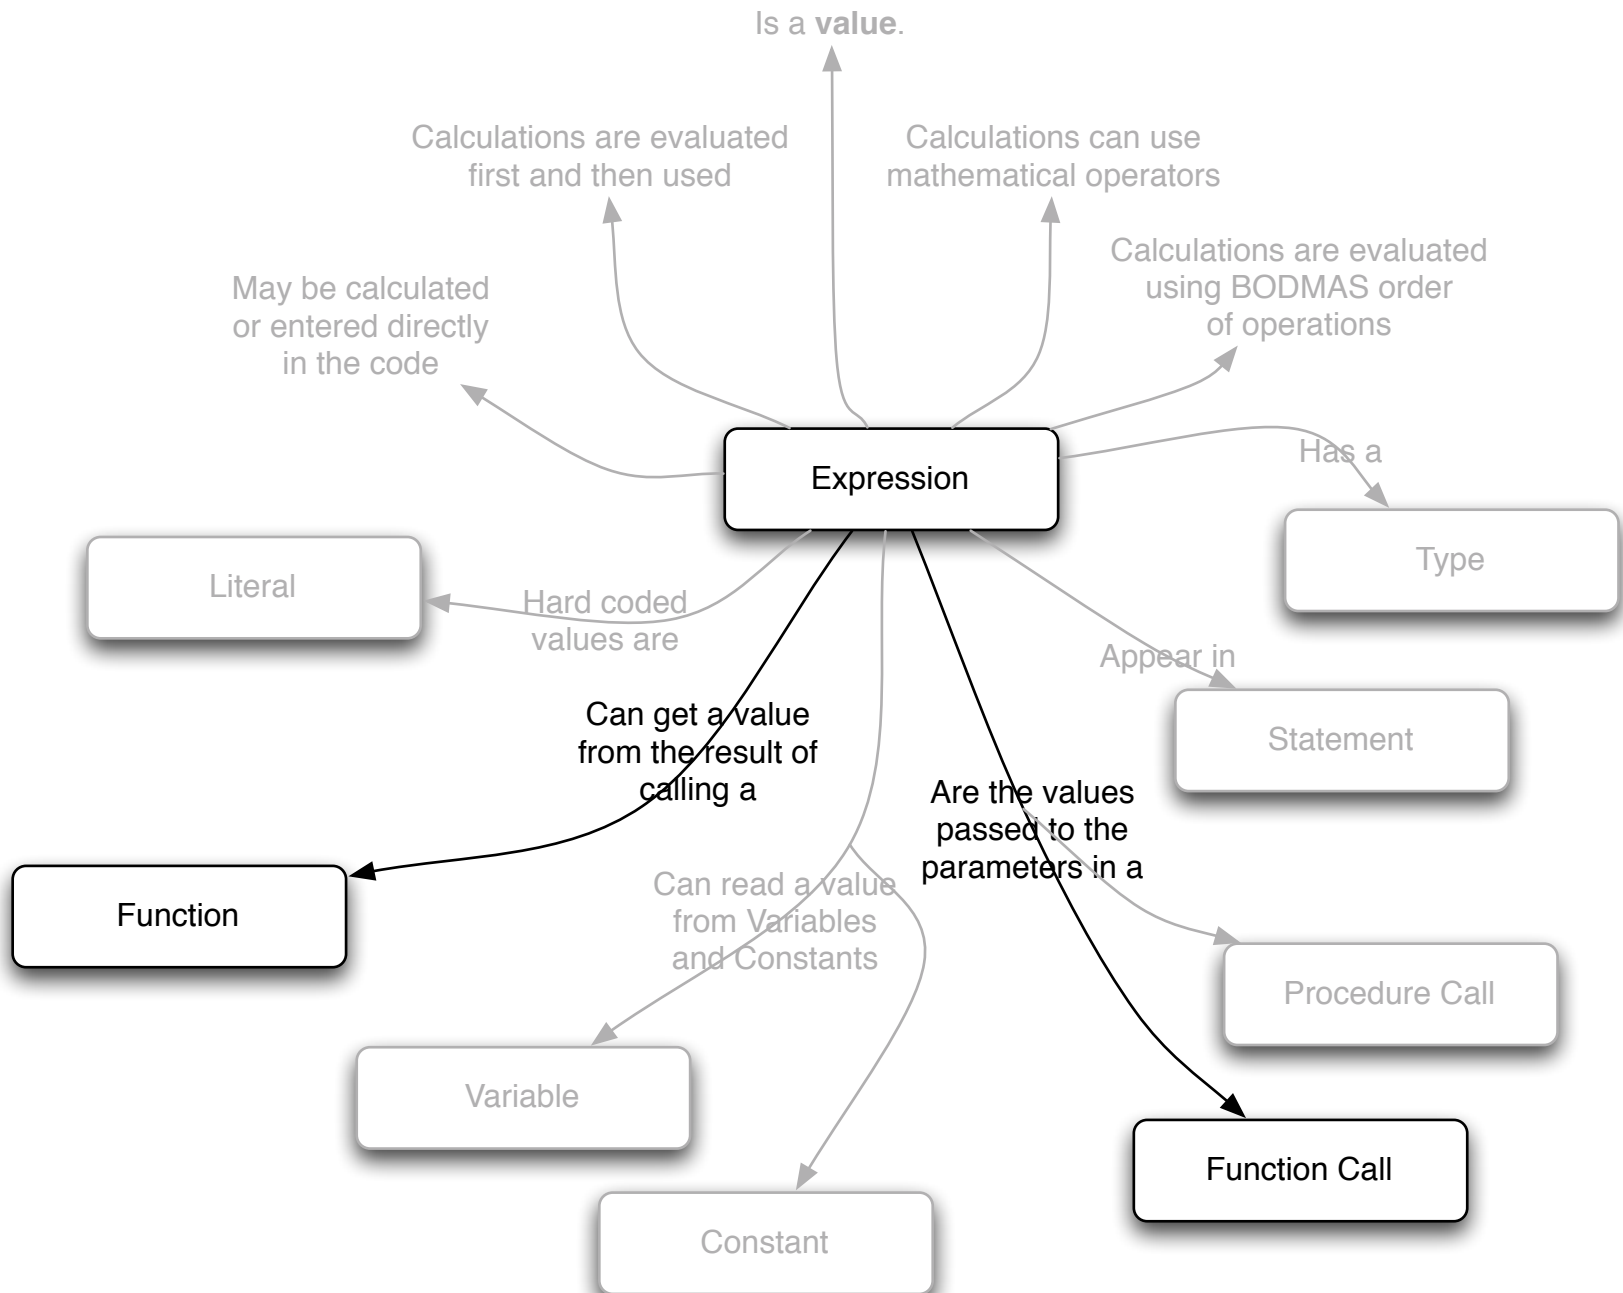 Is a value.
Calculations are evaluated
first and then used
Calculations can use
mathematical operators
Calculations are evaluated
using BODMAS order
of operations
May be calculated
or entered directly
in the code
Expression
Has a
Type
Literal
Hard coded
values are
Appear in
Statement
Can get a value
from the result of
calling a
Are the values
passed to the
parameters in a
Function
Can read a value
from Variables
and Constants
Procedure Call
Variable
Function Call
Constant